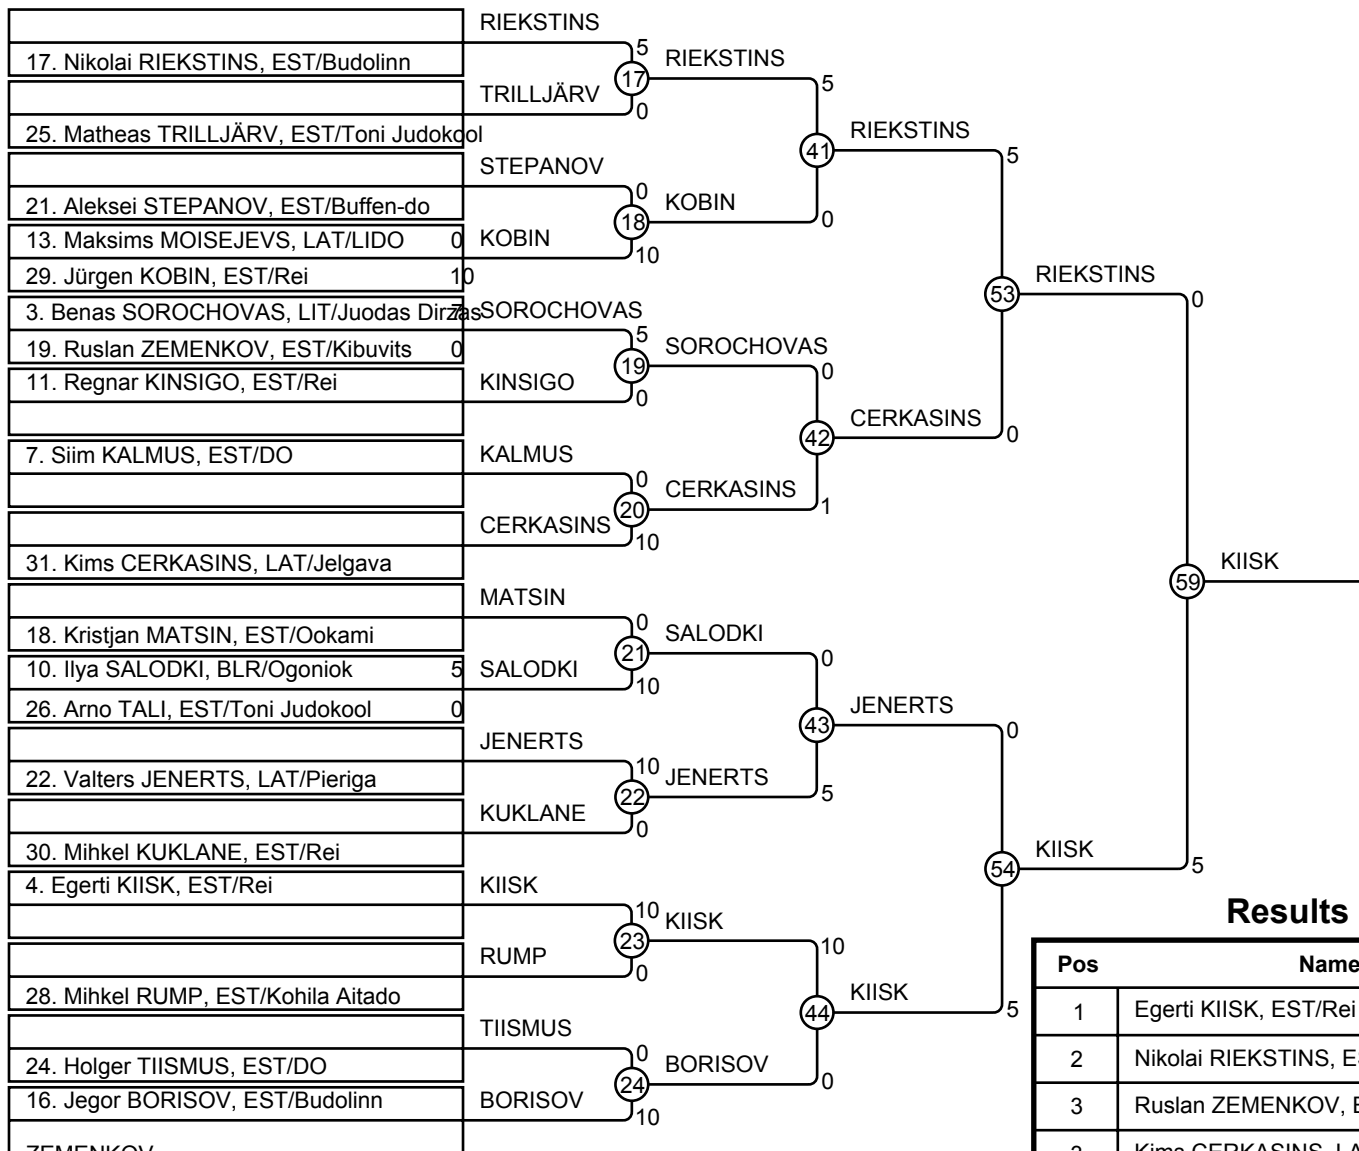 RIEKSTINS
17. Nikolai RIEKSTINS, EST/Budolinn
5
17
RIEKSTINS
TRILLJÄRV
0
25. Matheas TRILLJÄRV, EST/Toni Judokool
5
41
RIEKSTINS
STEPANOV
21. Aleksei STEPANOV, EST/Buffen-do
0
18
KOBIN
0
13. Maksims MOISEJEVS, LAT/LIDO 0
KOBIN
10
29. Jürgen KOBIN, EST/Rei 10
5
53
RIEKSTINS
3. Benas SOROCHOVAS, LIT/Juodas Dirzas 7
SOROCHOVAS
19. Ruslan ZEMENKOV, EST/Kibuvits 0
5
19
SOROCHOVAS
11. Regnar KINSIGO, EST/Rei
KINSIGO
0
0
42
CERKASINS
0
7. Siim KALMUS, EST/DO
KALMUS
0
20
CERKASINS
1
CERKASINS
10
31. Kims CERKASINS, LAT/Jelgava
0
59
KIISK
MATSIN
18. Kristjan MATSIN, EST/Ookami
0
21
SALODKI
10. Ilya SALODKI, BLR/Ogoniok 5
SALODKI
10
26. Arno TALI, EST/Toni Judokool 0
0
43
JENERTS
JENERTS
22. Valters JENERTS, LAT/Pieriga
10
22
JENERTS
5
KUKLANE
0
30. Mihkel KUKLANE, EST/Rei
0
54
KIISK
5
4. Egerti KIISK, EST/Rei
KIISK
10
23
KIISK
RUMP
0
28. Mihkel RUMP, EST/Kohila Aitado
10
44
KIISK
5
TIISMUS
24. Holger TIISMUS, EST/DO
0
24
BORISOV
0
16. Jegor BORISOV, EST/Budolinn
BORISOV
10
ZEMENKOV
Results
Pos Name
1 Egerti KIISK, EST/Rei
2 Nikolai RIEKSTINS,
3 Ruslan ZEMENKOV,
3 Kims CERKASINS,